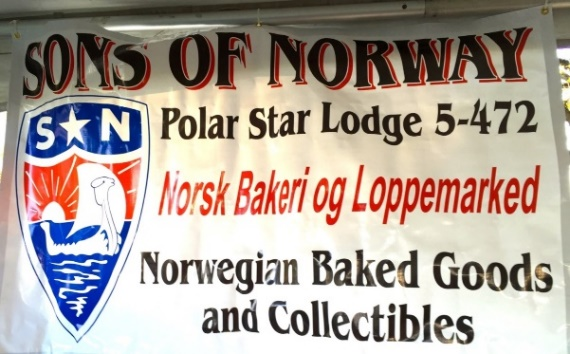 SONS OF NORWAY
Polar Star Lodge 5-472
S★N
Norsk Bakeri og Loppemarked
Norwegian Baked Goods
and Collectibles